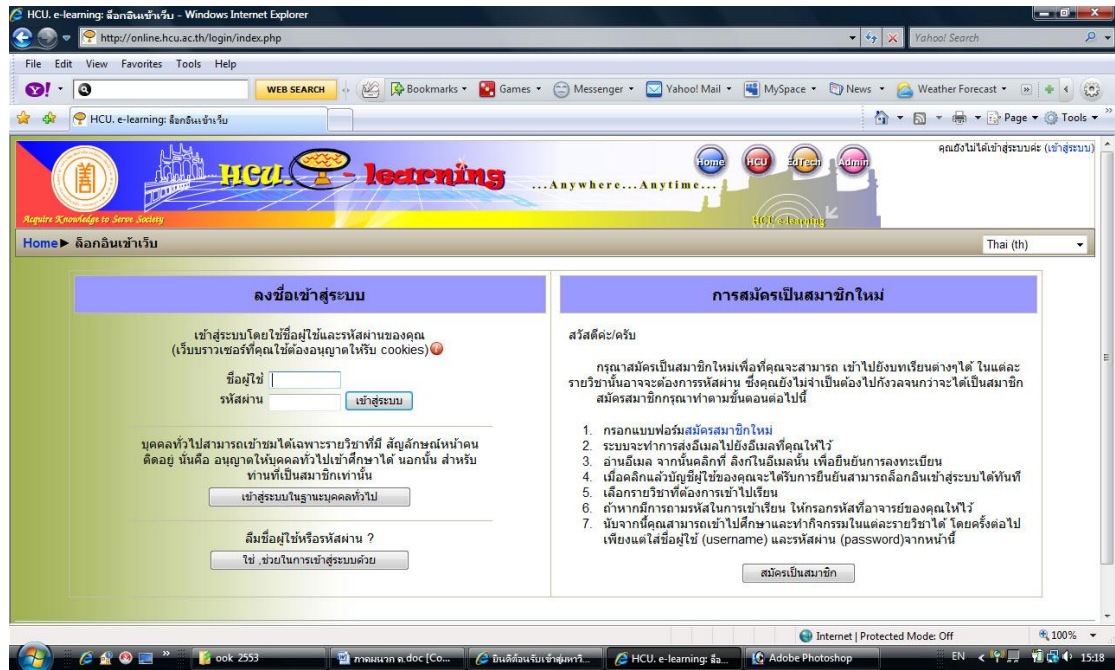 HCU. e-learning: ล็อกอินเข้าเว็บ - Windows Internet Explorer
http://online.hcu.ac.th/login/index.php
Yahoo! Search
File Edit View Favorites Tools Help
Y! WEB SEARCH Bookmarks Games Messenger Yahoo! Mail MySpace News Weather Forecast
HCU. e-learning: ล็อกอินเข้าเว็บ
Page Tools
HCU. e - learning
...Anywhere...Anytime...
Home HCU EdTech Admin
คุณยังไม่ได้เข้าสู่ระบบค่ะ (เข้าสู่ระบบ)
Acquire Knowledge to Serve Society
HCU e-learning
Home► ล็อกอินเข้าเว็บ
Thai (th)
ลงชื่อเข้าสู่ระบบ
เข้าสู่ระบบโดยใช้ชื่อผู้ใช้และรหัสผ่านของคุณ
(เว็บบราวเซอร์ที่คุณใช้ต้องอนุญาตให้รับ cookies)
ชื่อผู้ใช้
รหัสผ่าน เข้าสู่ระบบ
บุคคลทั่วไปสามารถเข้าชมได้เฉพาะรายวิชาที่มี สัญลักษณ์หน้าคน
ติดอยู่ นั่นคือ อนุญาตให้บุคคลทั่วไปเข้าศึกษาได้ นอกนั้น สำหรับ
ท่านที่เป็นสมาชิกเท่านั้น
เข้าสู่ระบบในฐานะบุคคลทั่วไป
ลืมชื่อผู้ใช้หรือรหัสผ่าน ?
ใช่ ,ช่วยในการเข้าสู่ระบบด้วย
การสมัครเป็นสมาชิกใหม่
สวัสดีค่ะ/ครับ
กรุณาสมัครเป็นสมาชิกใหม่เพื่อที่คุณจะสามารถ เข้าไปยังบทเรียนต่างๆได้ ในแต่ละ
รายวิชานั้นอาจจะต้องการรหัสผ่าน ซึ่งคุณยังไม่จำเป็นต้องไปกังวลจนกว่าจะได้เป็นสมาชิก
สมัครสมาชิกกรุณาทำตามขั้นตอนต่อไปนี้
1. กรอกแบบฟอร์มสมัครสมาชิกใหม่
2. ระบบจะทำการส่งอีเมลไปยังอีเมลที่คุณให้ไว้
3. อ่านอีเมล จากนั้นคลิกที่ ลิงก์ในอีเมลนั้น เพื่อยืนยันการลงทะเบียน
4. เมื่อคลิกแล้วบัญชีผู้ใช้ของคุณจะได้รับการยืนยันสามารถล็อกอินเข้าสู่ระบบได้ทันที
5. เลือกรายวิชาที่ต้องการเข้าไปเรียน
6. ถ้าหากมีการถามรหัสในการเข้าเรียน ให้กรอกรหัสที่อาจารย์ของคุณให้ไว้
7. นับจากนี้คุณสามารถเข้าไปศึกษาและทำกิจกรรมในแต่ละรายวิชาได้ โดยครั้งต่อไป
เพียงแต่ใส่ชื่อผู้ใช้ (username) และรหัสผ่าน (password)จากหน้านี้
สมัครเป็นสมาชิก
Internet | Protected Mode: Off 100%
ook 2553 ภาคผนวก ค.doc [Co... ยินดีต้อนรับเข้าสู่มหาวิ... HCU. e-learning: ล็อ... Adobe Photoshop EN 15:18